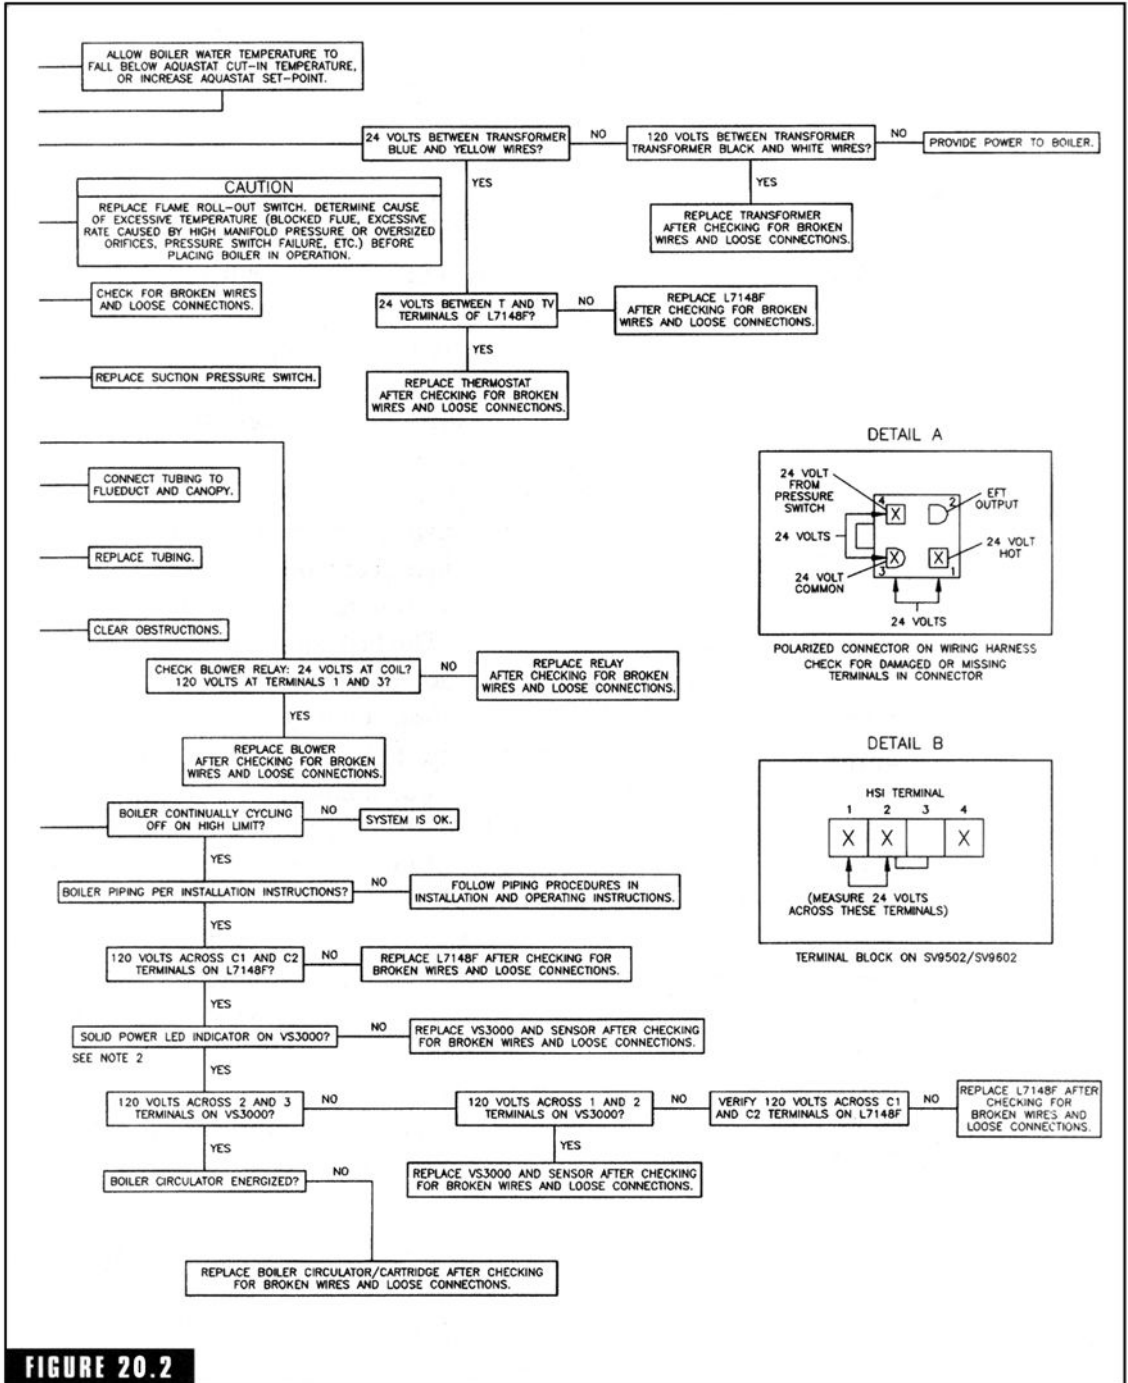 ALLOW BOILER WATER TEMPERATURE TO
FALL BELOW AQUASTAT CUT-IN TEMPERATURE,
OR INCREASE AQUASTAT SET-POINT.
24 VOLTS BETWEEN TRANSFORMER
BLUE AND YELLOW WIRES?
NO
120 VOLTS BETWEEN TRANSFORMER
TRANSFORMER BLACK AND WHITE WIRES?
NO
PROVIDE POWER TO BOILER.
YES
YES
CAUTION
REPLACE FLAME ROLL-OUT SWITCH. DETERMINE CAUSE
OF EXCESSIVE TEMPERATURE (BLOCKED FLUE, EXCESSIVE
RATE CAUSED BY HIGH MANIFOLD PRESSURE OR OVERSIZED
ORIFICES, PRESSURE SWITCH FAILURE, ETC.) BEFORE
PLACING BOILER IN OPERATION.
REPLACE TRANSFORMER
AFTER CHECKING FOR BROKEN
WIRES AND LOOSE CONNECTIONS.
CHECK FOR BROKEN WIRES
AND LOOSE CONNECTIONS.
24 VOLTS BETWEEN T AND TV
TERMINALS OF L7148F?
NO
REPLACE L7148F
AFTER CHECKING FOR BROKEN
WIRES AND LOOSE CONNECTIONS.
YES
REPLACE SUCTION PRESSURE SWITCH.
REPLACE THERMOSTAT
AFTER CHECKING FOR BROKEN
WIRES AND LOOSE CONNECTIONS.
DETAIL A
CONNECT TUBING TO
FLUEDUCT AND CANOPY.
24 VOLT
FROM
PRESSURE
SWITCH
4
X
2
EFT
OUTPUT
24 VOLTS
X
3
X
1
24 VOLT
HOT
24 VOLT
COMMON
24 VOLTS
REPLACE TUBING.
CLEAR OBSTRUCTIONS.
POLARIZED CONNECTOR ON WIRING HARNESS
CHECK FOR DAMAGED OR MISSING
TERMINALS IN CONNECTOR
CHECK BLOWER RELAY: 24 VOLTS AT COIL?
120 VOLTS AT TERMINALS 1 AND 3?
NO
REPLACE RELAY
AFTER CHECKING FOR BROKEN
WIRES AND LOOSE CONNECTIONS.
YES
REPLACE BLOWER
AFTER CHECKING FOR BROKEN
WIRES AND LOOSE CONNECTIONS.
DETAIL B
HSI TERMINAL
1 2 3 4
X X X
(MEASURE 24 VOLTS
ACROSS THESE TERMINALS)
TERMINAL BLOCK ON SV9502/SV9602
BOILER CONTINUALLY CYCLING
OFF ON HIGH LIMIT?
NO
SYSTEM IS OK.
YES
BOILER PIPING PER INSTALLATION INSTRUCTIONS?
NO
FOLLOW PIPING PROCEDURES IN
INSTALLATION AND OPERATING INSTRUCTIONS.
YES
120 VOLTS ACROSS C1 AND C2
TERMINALS ON L7148F?
NO
REPLACE L7148F AFTER CHECKING FOR
BROKEN WIRES AND LOOSE CONNECTIONS.
YES
SOLID POWER LED INDICATOR ON VS3000?
NO
REPLACE VS3000 AND SENSOR AFTER CHECKING
FOR BROKEN WIRES AND LOOSE CONNECTIONS.
SEE NOTE 2
YES
120 VOLTS ACROSS 2 AND 3
TERMINALS ON VS3000?
NO
120 VOLTS ACROSS 1 AND 2
TERMINALS ON VS3000?
NO
VERIFY 120 VOLTS ACROSS C1
AND C2 TERMINALS ON L7148F
NO
REPLACE L7148F AFTER
CHECKING FOR
BROKEN WIRES AND
LOOSE CONNECTIONS.
YES
YES
BOILER CIRCULATOR ENERGIZED?
NO
REPLACE VS3000 AND SENSOR AFTER CHECKING
FOR BROKEN WIRES AND LOOSE CONNECTIONS.
REPLACE BOILER CIRCULATOR/CARTRIDGE AFTER CHECKING
FOR BROKEN WIRES AND LOOSE CONNECTIONS.
FIGURE 20.2